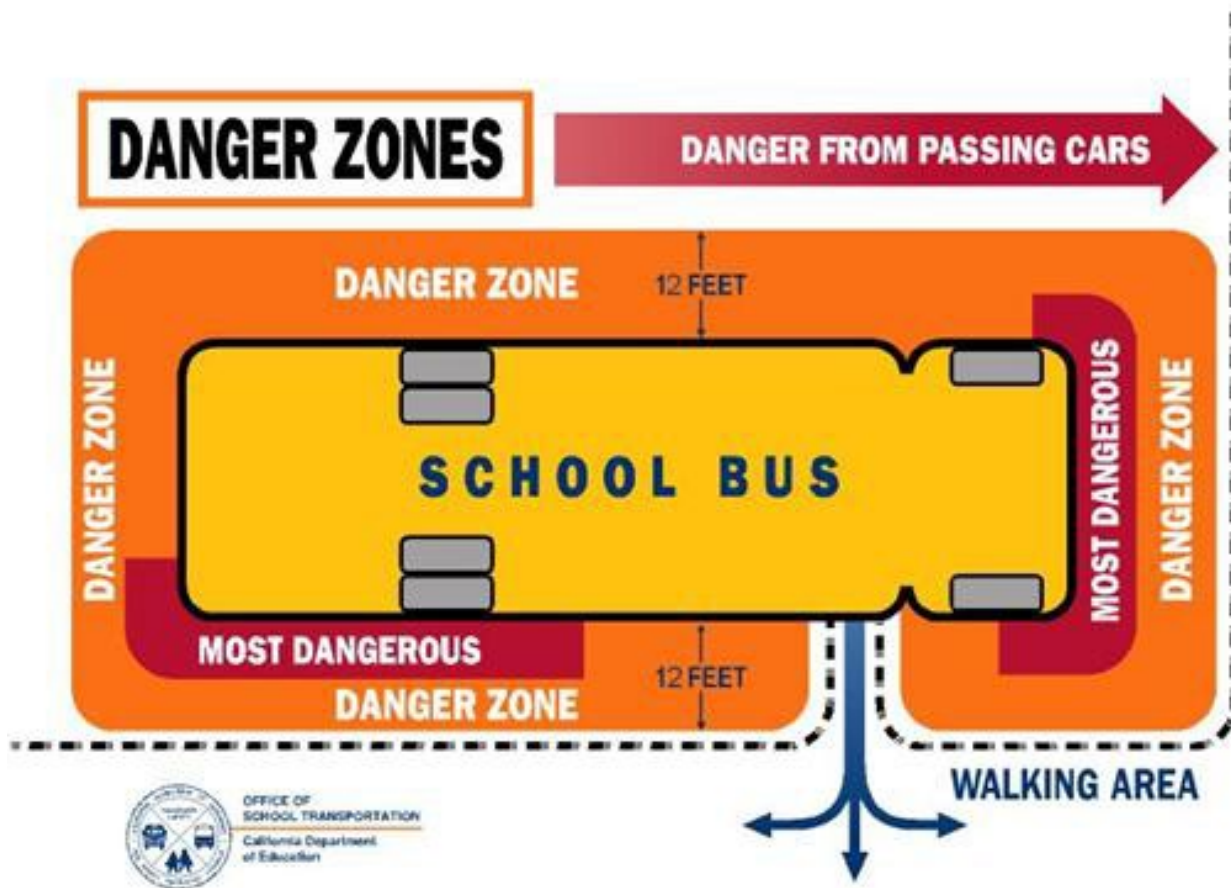 DANGER ZONES
DANGER FROM PASSING CARS
DANGER ZONE
12 FEET
DANGER ZONE
SCHOOL BUS
MOST DANGEROUS
DANGER ZONE
MOST DANGEROUS
12 FEET
DANGER ZONE
WALKING AREA
OFFICE OF
SCHOOL TRANSPORTATION
California Department
of Education